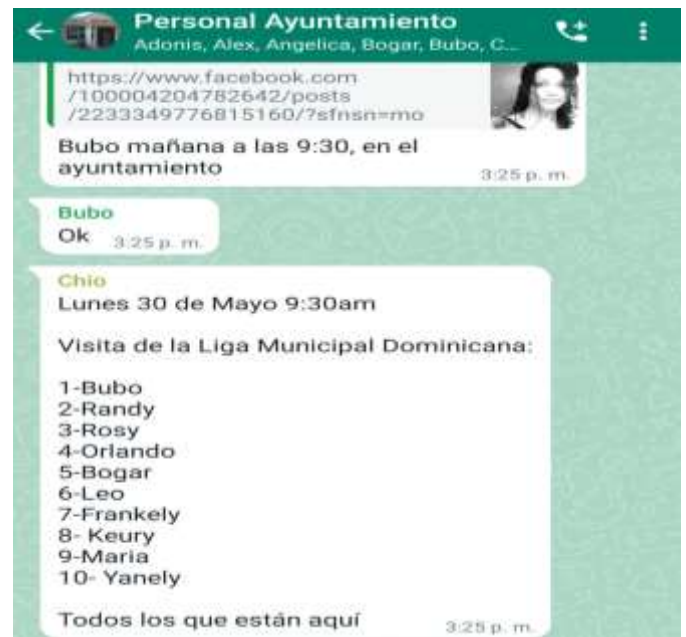 Personal Ayuntamiento
Adonis, Alex, Angelica, Bogar, Bubo, C...
https://www.facebook.com
/100004204782642/posts
/2233349776815160/?sfnsn=mo
Bubo mañana a las 9:30, en el
ayuntamiento
3:25 p. m.
Bubo
Ok 3:25 p. m.
Chio
Lunes 30 de Mayo 9:30am
Visita de la Liga Municipal Dominicana:
1-Bubo
2-Randy
3-Rosy
4-Orlando
5-Bogar
6-Leo
7-Frankely
8- Keury
9-Maria
10- Yanely
Todos los que están aquí
3:25 p. m.